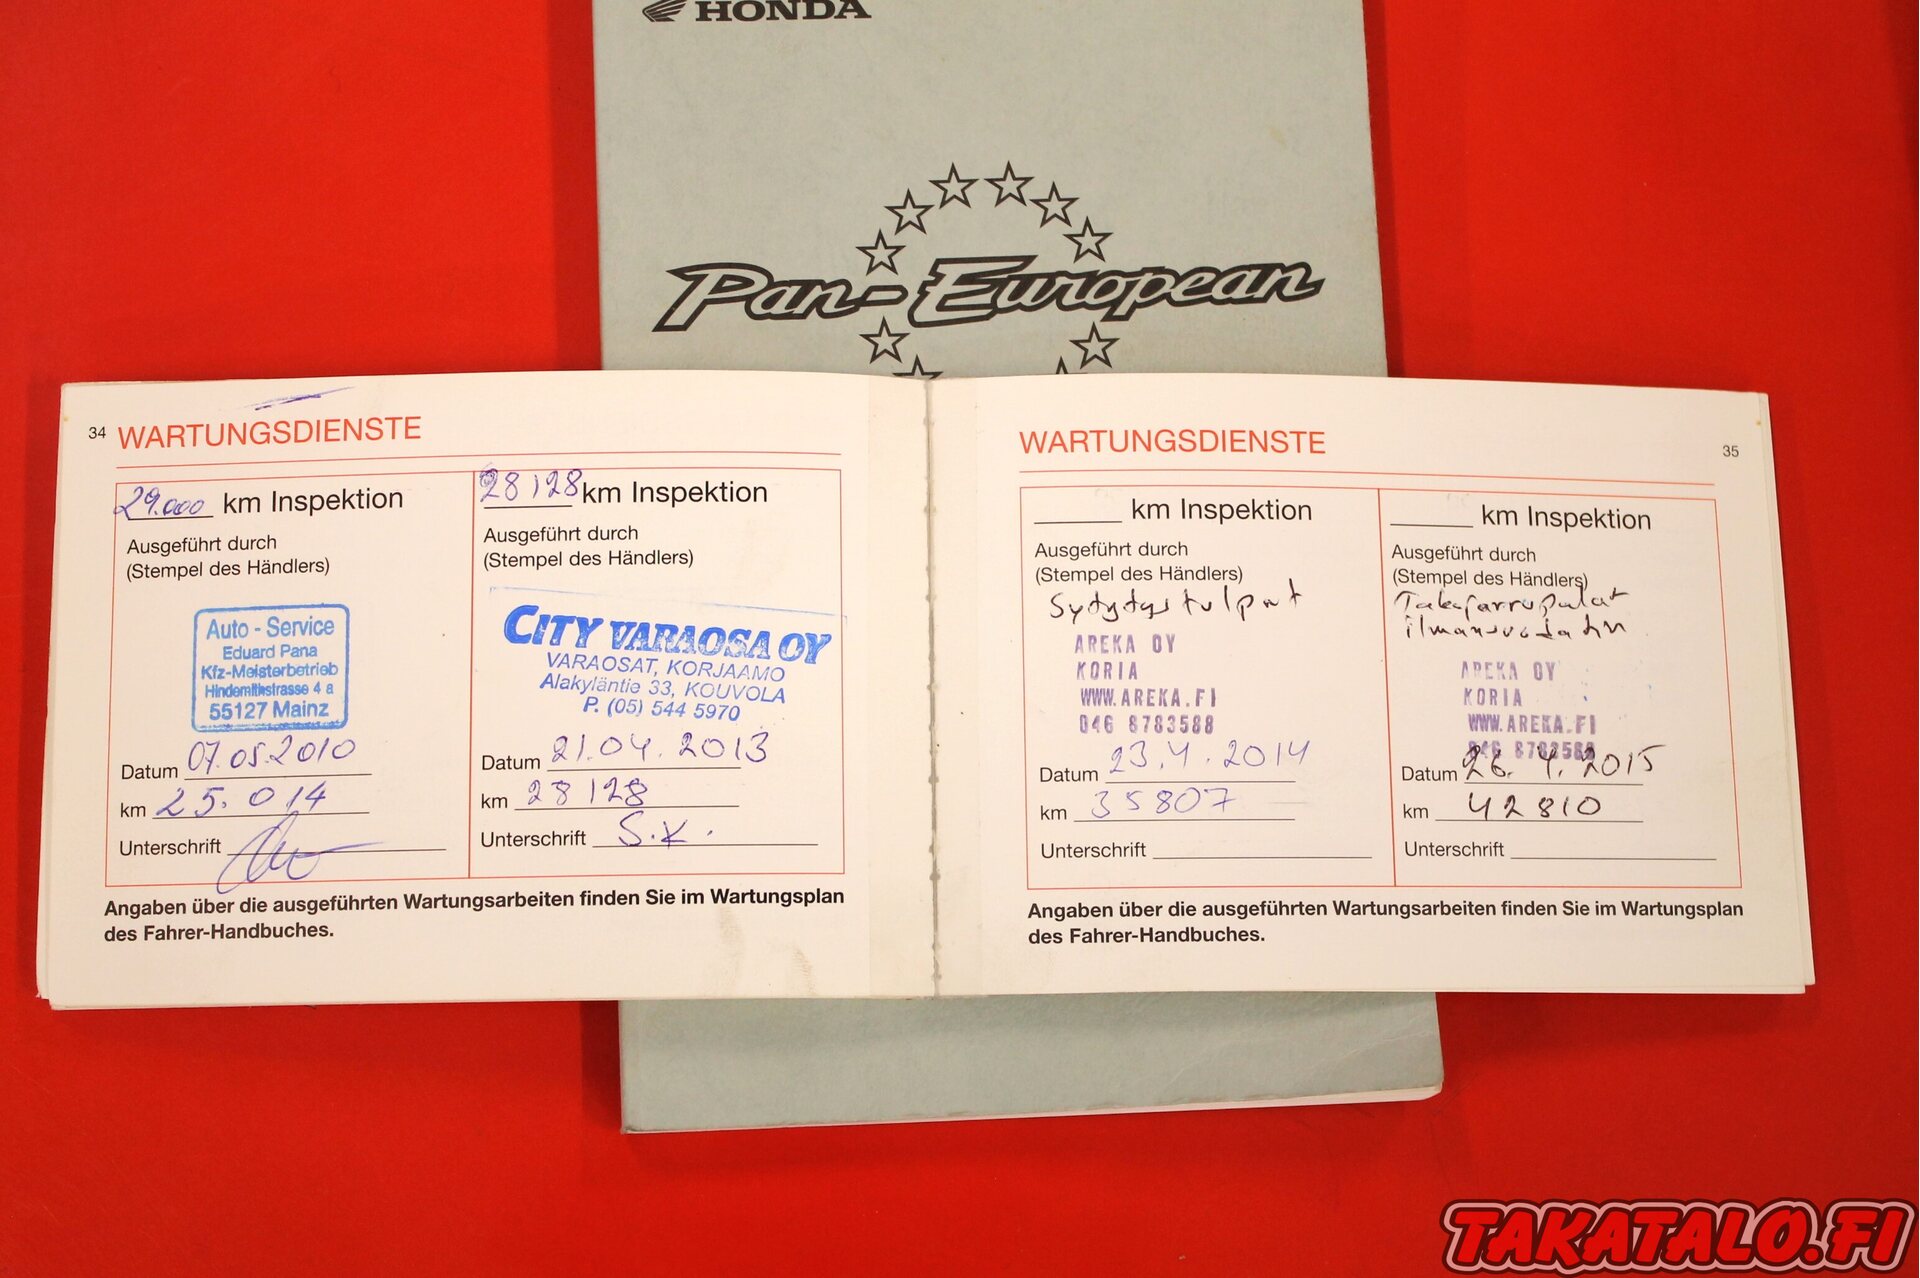 HONDA
Pan-European
34 WARTUNGSDIENSTE
29.000 km Inspektion
Ausgeführt durch
(Stempel des Händlers)
Auto - Service
Eduard Pana
Kfz-Meisterbetrieb
Hindemithstrasse 4 a
55127 Mainz
Datum 07.05.2010
km 25.014
Unterschrift
28128 km Inspektion
Ausgeführt durch
(Stempel des Händlers)
CITY VARAOSA OY
VARAOSAT, KORJAAMO
Alakyläntie 33, KOUVOLA
P. (05) 544 5970
Datum 21.04.2013
km 28128
Unterschrift S.K.
Angaben über die ausgeführten Wartungsarbeiten finden Sie im Wartungsplan
des Fahrer-Handbuches.
WARTUNGSDIENSTE 35
km Inspektion
Ausgeführt durch
(Stempel des Händlers)
Sytytystulpat
AREKA OY
KORIA
WWW.AREKA.FI
046 8783588
Datum 23.4.2014
km 35807
Unterschrift
km Inspektion
Ausgeführt durch
(Stempel des Händlers)
Takajarrupalat
ilmansuodatin
AREKA OY
KORIA
WWW.AREKA.FI
046 8783588
Datum 26.4.2015
km 42810
Unterschrift
Angaben über die ausgeführten Wartungsarbeiten finden Sie im Wartungsplan
des Fahrer-Handbuches.
TAKATALO.FI